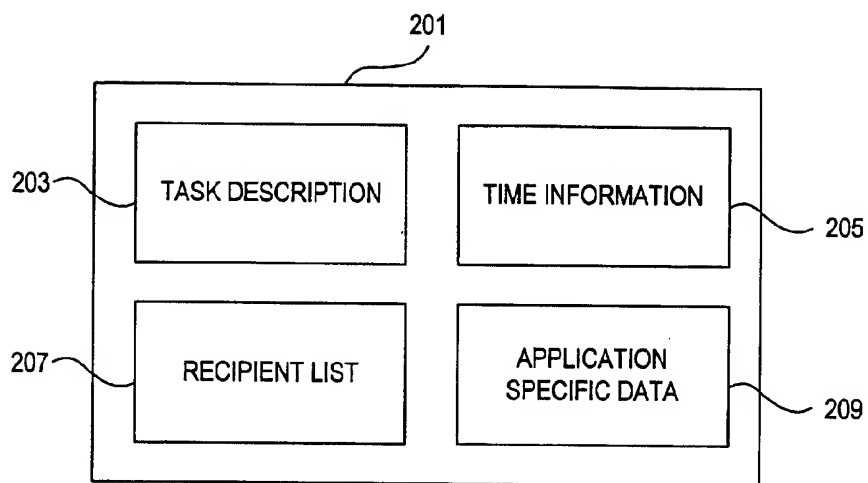 201
203
TASK DESCRIPTION
TIME INFORMATION
205
207
RECIPIENT LIST
APPLICATION
SPECIFIC DATA
209